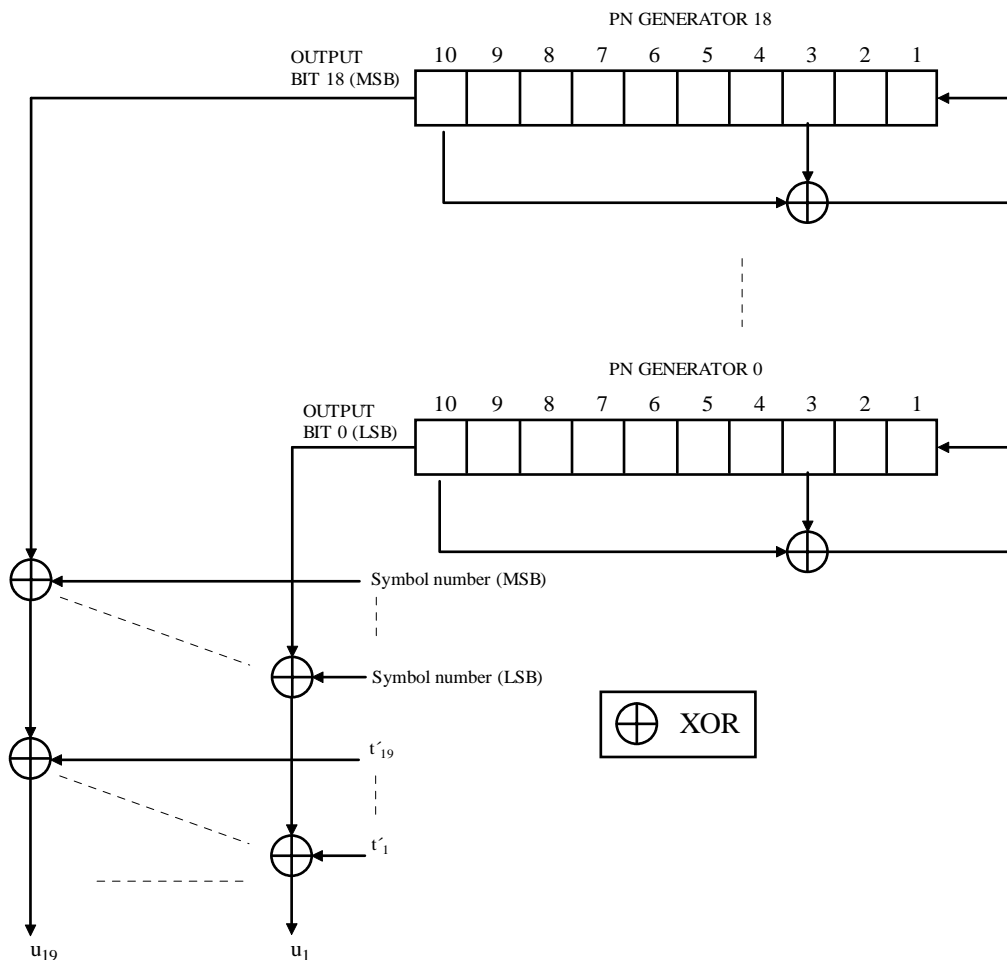 PN GENERATOR 18
10 9 8 7 6 5 4 3 2 1
OUTPUT
BIT 18 (MSB)
PN GENERATOR 0
10 9 8 7 6 5 4 3 2 1
OUTPUT
BIT 0 (LSB)
Symbol number (MSB)
Symbol number (LSB)
XOR
t´19
t´1
u19 u1